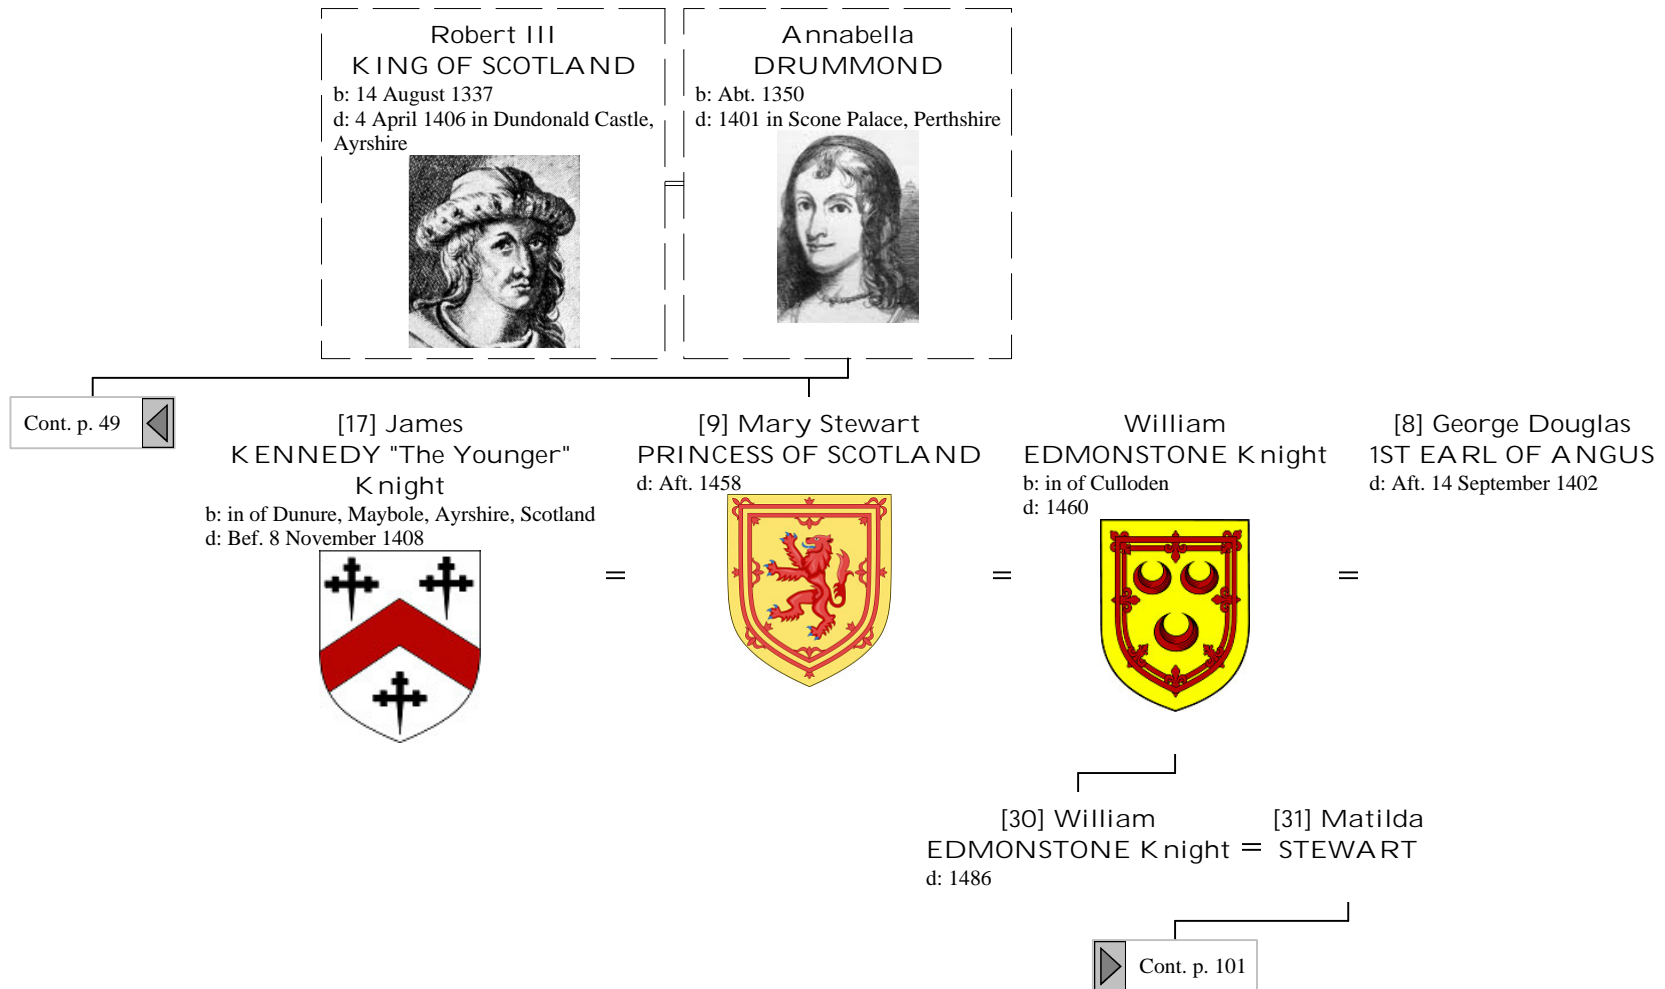 Robert III
KING OF SCOTLAND
b: 14 August 1337
d: 4 April 1406 in Dundonald Castle,
Ayrshire
Annabella
DRUMMOND
b: Abt. 1350
d: 1401 in Scone Palace, Perthshire
Cont. p. 49
[17] James
KENNEDY "The Younger"
Knight
b: in of Dunure, Maybole, Ayrshire, Scotland
d: Bef. 8 November 1408
=
[9] Mary Stewart
PRINCESS OF SCOTLAND
d: Aft. 1458
=
William
EDMONSTONE Knight
b: in of Culloden
d: 1460
=
[8] George Douglas
1ST EARL OF ANGUS
d: Aft. 14 September 1402
[30] William
EDMONSTONE Knight
d: 1486
=
[31] Matilda
STEWART
Cont. p. 101